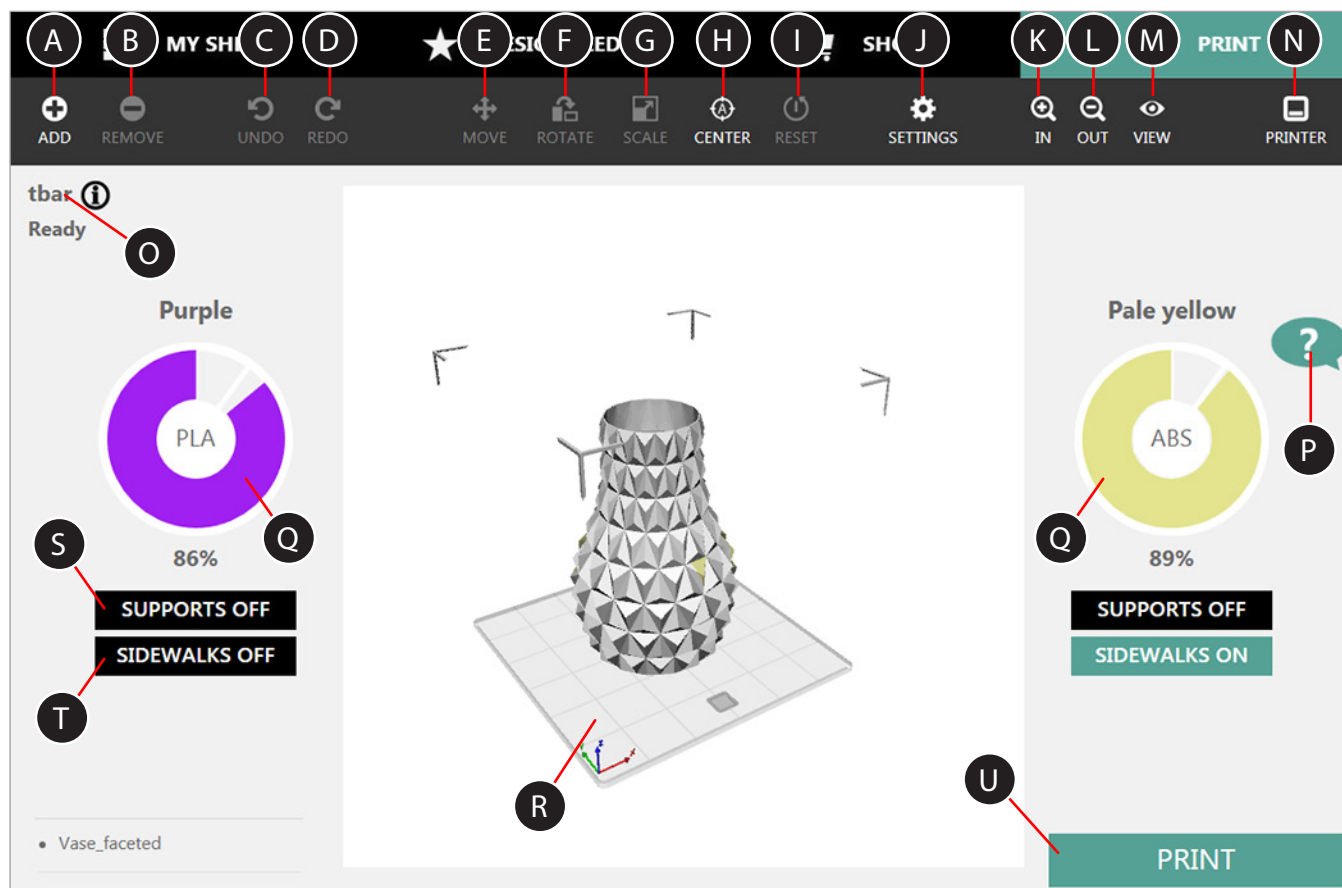 A B C D E F G H I J K L M N
MY SH
PRINT
ADD REMOVE UNDO REDO MOVE ROTATE SCALE CENTER RESET SETTINGS IN OUT VIEW PRINTER
tbar
Ready
O
Purple
Pale yellow
?
PLA
ABS
P
Q
Q
86%
89%
S
SUPPORTS OFF
SUPPORTS OFF
SIDEWALKS OFF
SIDEWALKS ON
T
R
U
Vase_faceted
PRINT